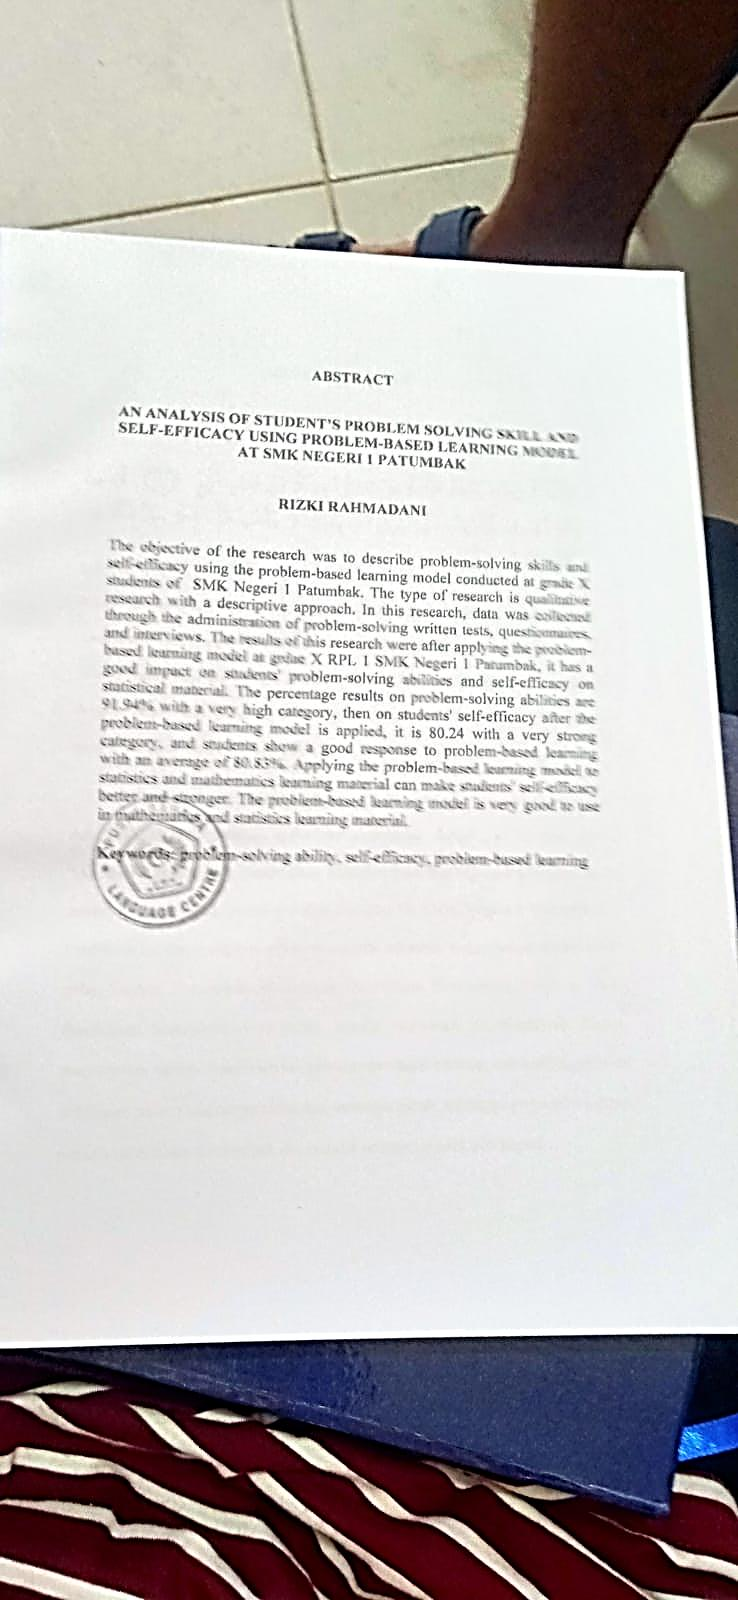 ABSTRACT
AN ANALYSIS OF STUDENT'S PROBLEM SOLVING SKILL AND
SELF-EFFICACY USING PROBLEM-BASED LEARNING MODEL
AT SMK NEGERI 1 PATUMBAK
RIZKI RAHMADANI
The objective of the research was to describe problem-solving skills and
self-efficacy using the problem-based learning model conducted at grade X
students of SMK Negeri 1 Patumbak. The type of research is qualitative
research with a descriptive approach. In this research, data was collected
through the administration of problem-solving written tests, questionnaires,
and interviews. The results of this research were after applying the problem-
based learning model at grdae X RPL 1 SMK Negeri 1 Patumbak, it has a
good impact on students' problem-solving abilities and self-efficacy on
statistical material. The percentage results on problem-solving abilities are
91.94% with a very high category, then on students' self-efficacy after the
problem-based learning model is applied, it is 80.24 with a very strong
category, and students show a good response to problem-based learning
with an average of 80.83%. Applying the problem-based learning model to
statistics and mathematics learning material can make students' self-efficacy
better and stronger. The problem-based learning model is very good to use
in mathematics and statistics learning material.
Keywords: problem-solving ability, self-efficacy, problem-based learning
LANGUAGE CENTRE